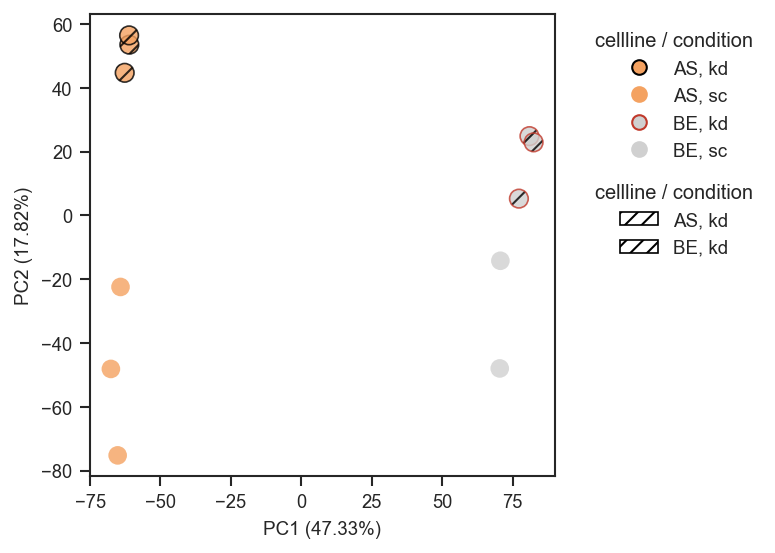 cellline / condition
AS, kd
AS, sc
BE, kd
BE, sc
cellline / condition
AS, kd
BE, kd
60
40
20
0
−20
−40
−60
−80
PC2 (17.82%)
−75 −50 −25 0 25 50 75
PC1 (47.33%)